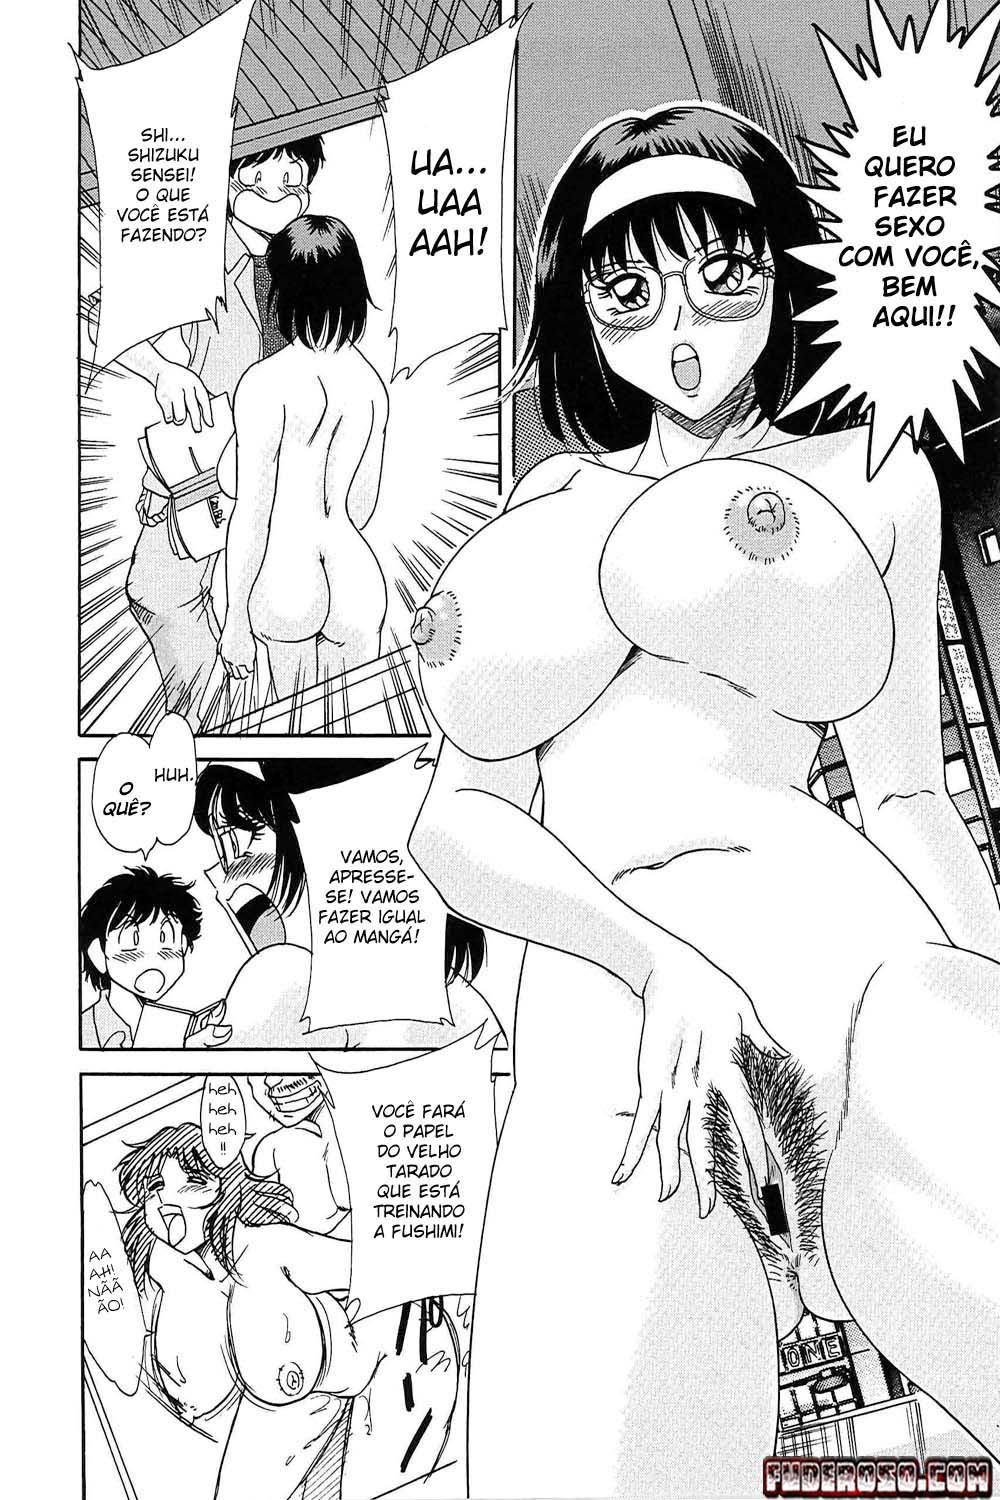 EU
QUERO
FAZER
SEXO
COM VOCÊ,
BEM
AQUI!!
UA...
UAA
AAH!
SHI...
SHIZUKU
SENSEI!
O QUE
VOCÊ ESTÁ
FAZENDO?
HUH.
O
QUÊ?
VAMOS,
APRESSE-
SE! VAMOS
FAZER IGUAL
AO MANGÁ!
VOCÊ FARÁ
O PAPEL
DO VELHO
TARADO
QUE ESTÁ
TREINANDO
A FUSHIMI!
heh
heh
heh
!!
AA
AH!
NÃÃ
ÃO!
ONE
FUDEROSO.COM